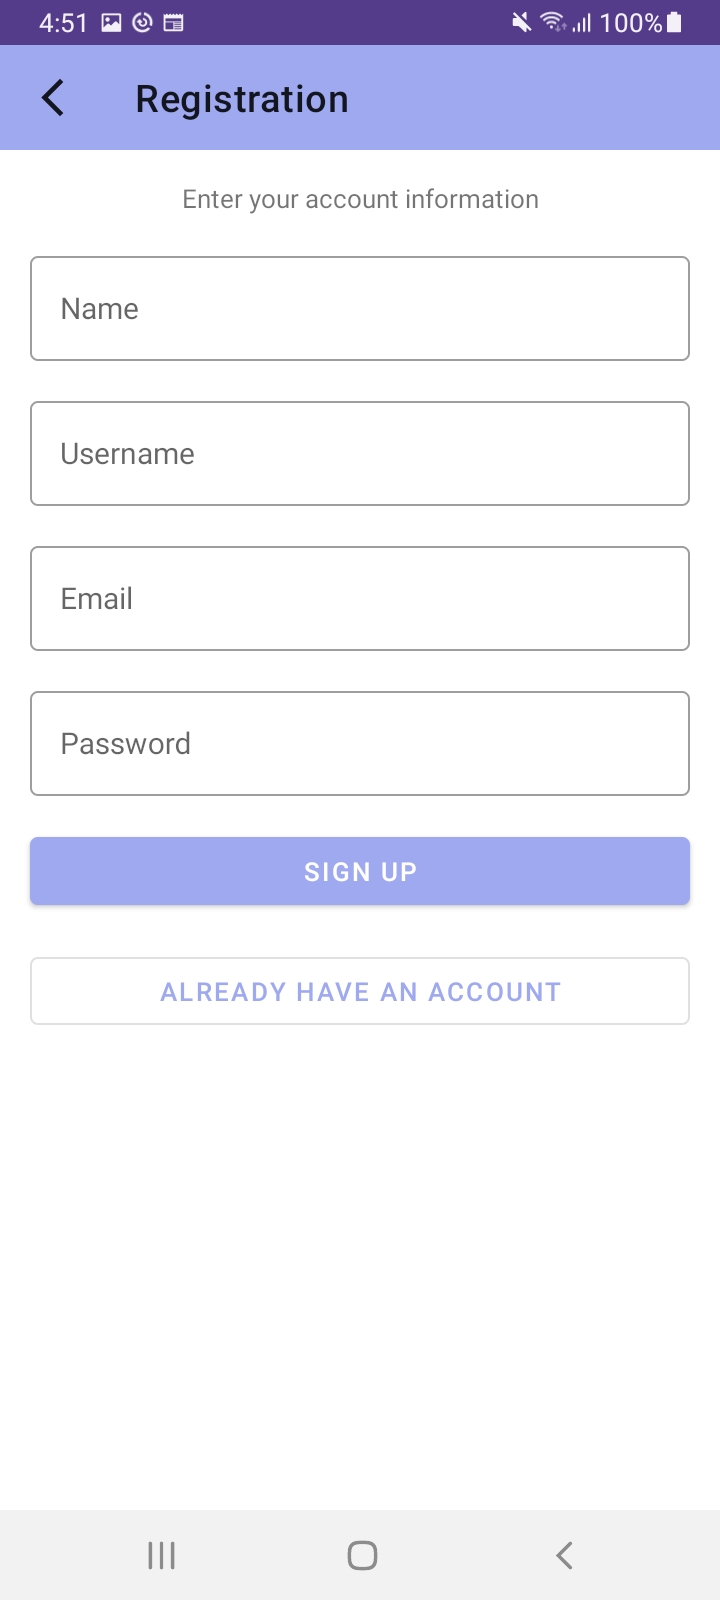 4:51 100%
Registration
Enter your account information
Name
Username
Email
Password
SIGN UP
ALREADY HAVE AN ACCOUNT